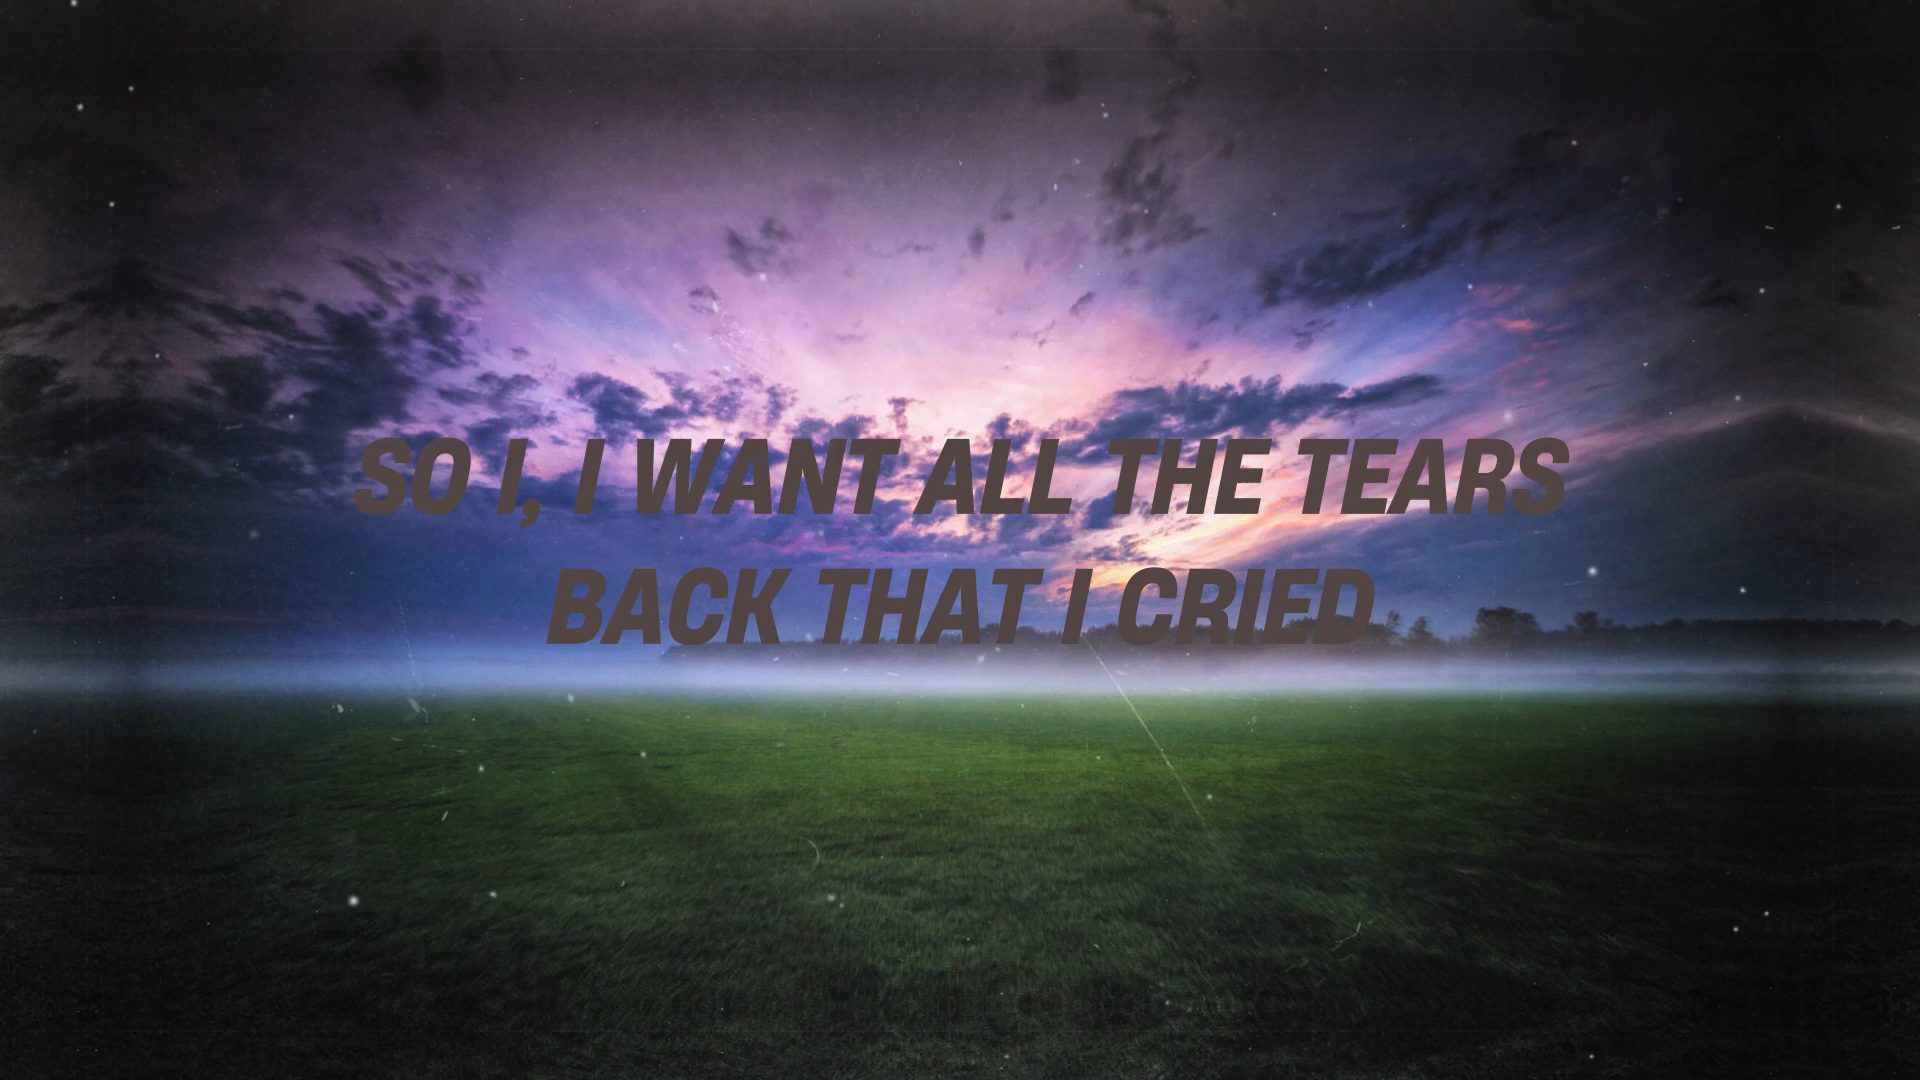 SO I, I WANT ALL THE TEARS
BACK THAT I CRIED